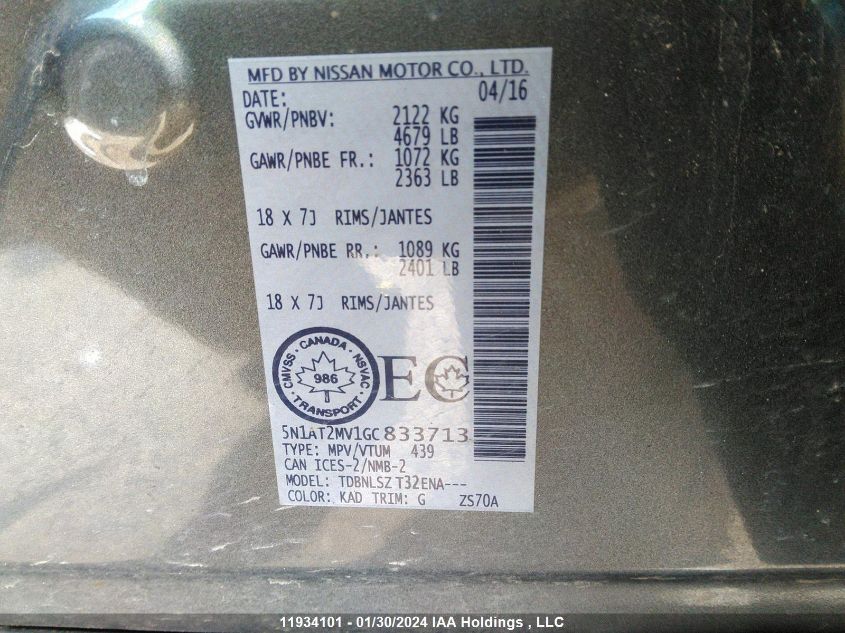 MFD BY NISSAN MOTOR CO., LTD.
DATE: 04/16
GVWR/PNBV: 2122 KG
4679 LB
GAWR/PNBE FR.: 1072 KG
2363 LB
18 X 7J RIMS/JANTES
GAWR/PNBE RR.: 1089 KG
2401 LB
18 X 7J RIMS/JANTES
CMVSS · CANADA · NSVAC
986
TRANSPORT
EC
5N1AT2MV1GC833713
TYPE: MPV/VTUM 439
CAN ICES-2/NMB-2
MODEL: TDBNLSZ T32ENA---
COLOR: KAD TRIM: G ZS70A
11934101 - 01/30/2024 IAA Holdings , LLC